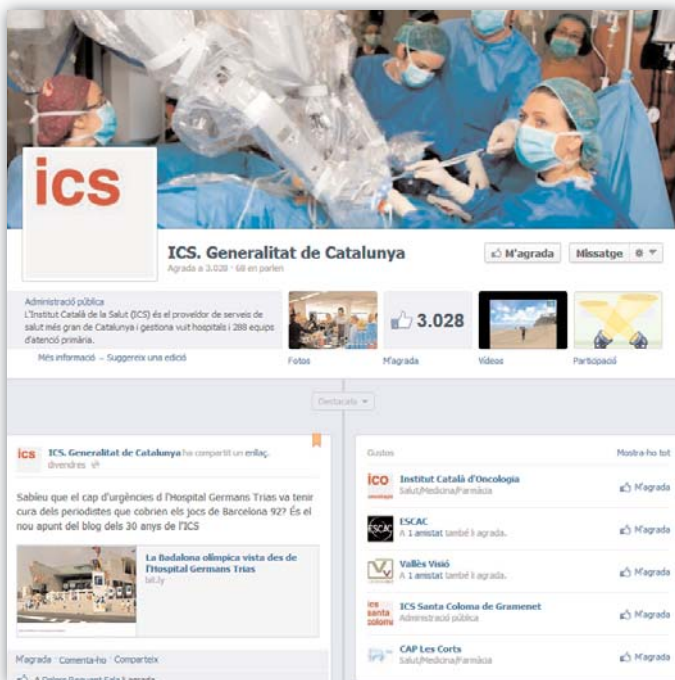 ics
ICS. Generalitat de Catalunya
Agrada a 3.028 · 68 en parlen
M'agrada
Missatge
Administració pública
L'Institut Català de la Salut (ICS) és el proveïdor de serveis de
salut més gran de Catalunya i gestiona vuit hospitals i 288 equips
d'atenció primària.
Més informació – Suggereix una edició
3.028
Fotos
M'agrada
Vídeos
Participació
Destacats
ics
ICS. Generalitat de Catalunya ha compartit un enllaç.
divendres
Sabíeu que el cap d'urgències d l'Hospital Germans Trias va tenir
cura dels periodistes que cobrien els jocs de Barcelona 92? És el
nou apunt del blog dels 30 anys de l'ICS
La Badalona olímpica vista des de
l'Hospital Germans Trias
bit.ly
M'agrada · Comenta-ho · Comparteix
Gustos
Mostra-ho tot
ICO
Institut Català d'Oncologia
Salut/Medicina/Farmàcia
M'agrada
ESCAC
ESCAC
A 1 amistat també li agrada.
M'agrada
Vallès Visió
A 1 amistat també li agrada.
M'agrada
ics
santa
coloma
ICS Santa Coloma de Gramenet
Administració pública
M'agrada
CAP Les Corts
Salut/Medicina/Farmàcia
M'agrada